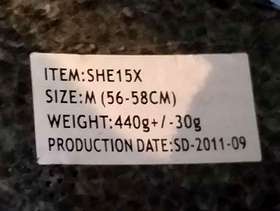 ITEM:SHE15X
SIZE:M (56-58CM)
WEIGHT:440g+/-30g
PRODUCTION DATE:SD-2011-09